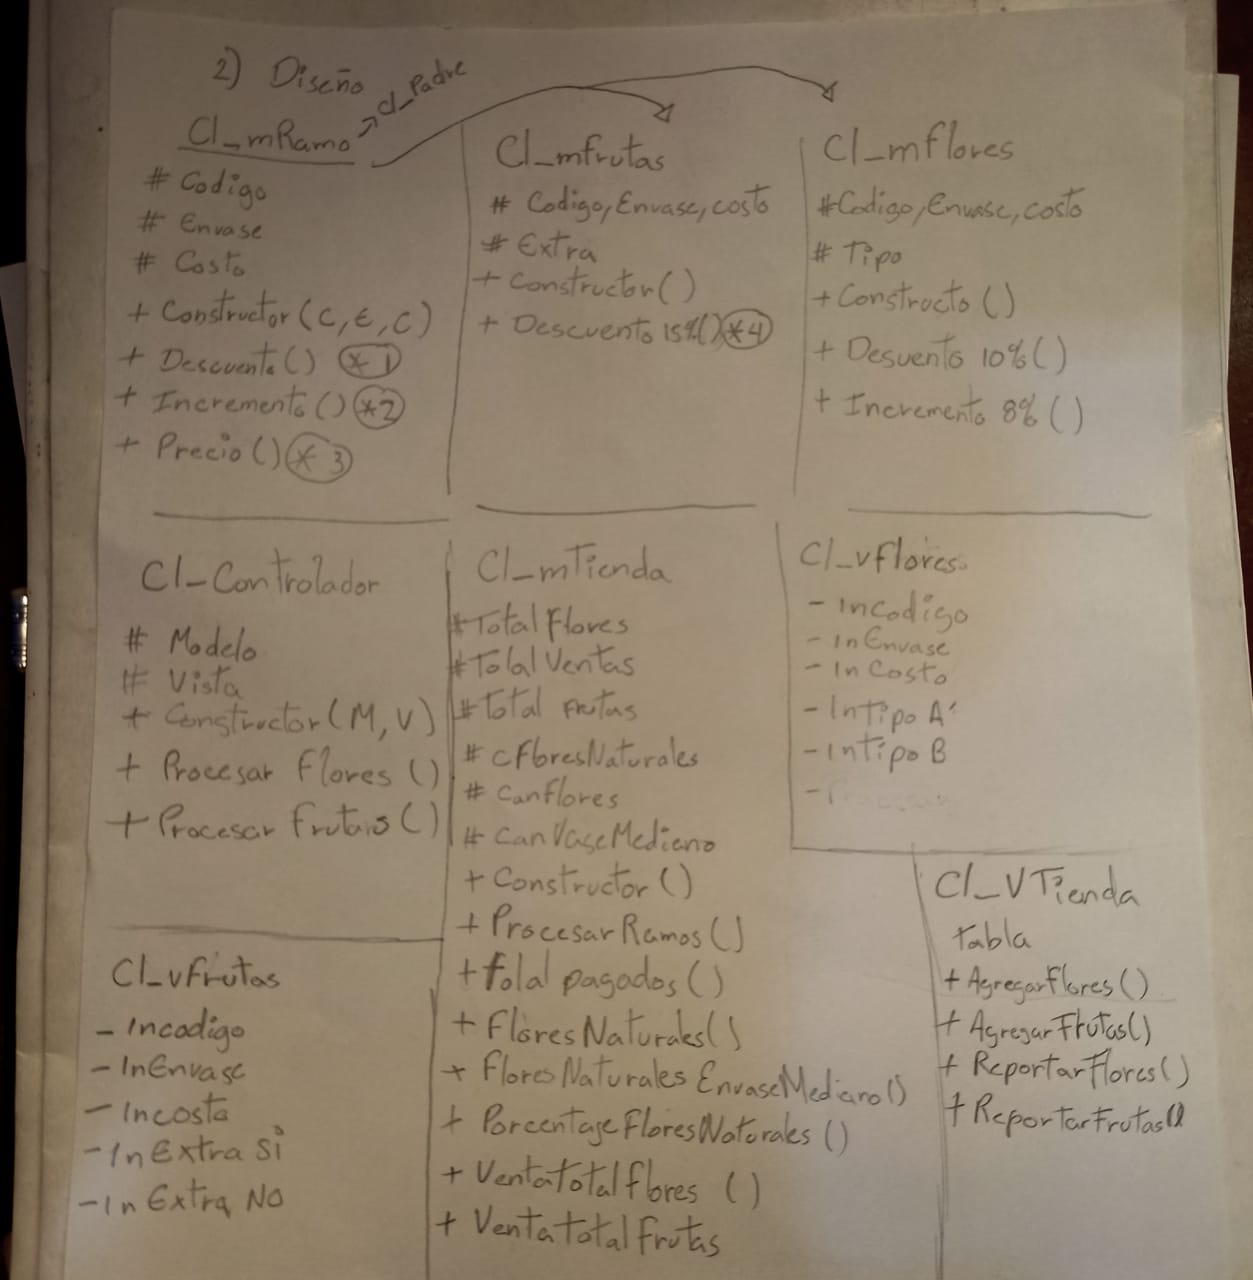 2) Diseño
Cl_mRamo → Cl_Padre
# Codigo
# Envase
# Costo
+ Constructor (C, E, C)
+ Descuento () *1
+ Incremento () *2
+ Precio () *3
Cl_mfrutas
# Codigo, Envase, costo
# Extra
+ Constructor ()
+ Descuento 15% () *4
Cl_mflores
#Codigo, Envase, costo
# Tipo
+ Constructo ()
+ Desuento 10% ()
+ Incremento 8% ()
Cl_Controlador
# Modelo
# Vista
+ Constructor (M, V)
+ Procesar Flores ()
+ Procesar Frutas ()
Cl_mTienda
#Total Flores
#Total Ventas
#Total Frutas
# cFloresNaturales
# CanFlores
# CanVaseMediano
+ Constructor ()
+ ProcesarRamos ()
+ Total pagados ()
+ FloresNaturales()
+ FloresNaturales EnvaseMediano()
+ PorcentageFloresNaturales ()
+ Ventatotalflores ()
+ Ventatotalfrutas
Cl_vflores
- Incodigo
- InEnvase
- InCosto
- Intipo A
- Intipo B
Cl_vfrutas
- Incodigo
- InEnvase
- Incosto
- InExtra Si
- InExtra NO
Cl_VTienda
tabla
+ AgregarFlores ()
+ AgregarFrutas()
+ ReportarFlores()
+ ReportarFrutas()